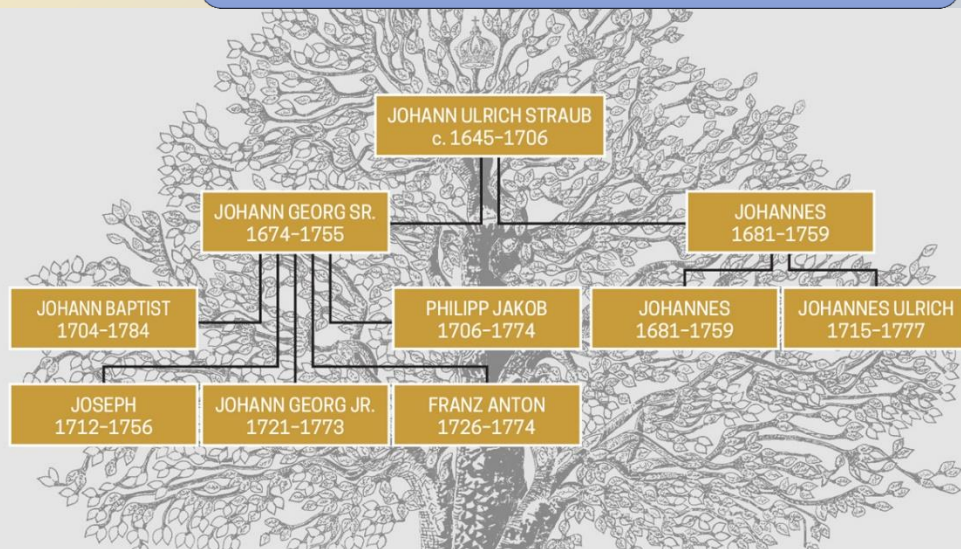 JOHANN ULRICH STRAUB
c. 1645–1706
JOHANN GEORG SR.
1674–1755
JOHANNES
1681–1759
JOHANN BAPTIST
1704–1784
PHILIPP JAKOB
1706–1774
JOHANNES
1681–1759
JOHANNES ULRICH
1715–1777
JOSEPH
1712–1756
JOHANN GEORG JR.
1721–1773
FRANZ ANTON
1726–1774